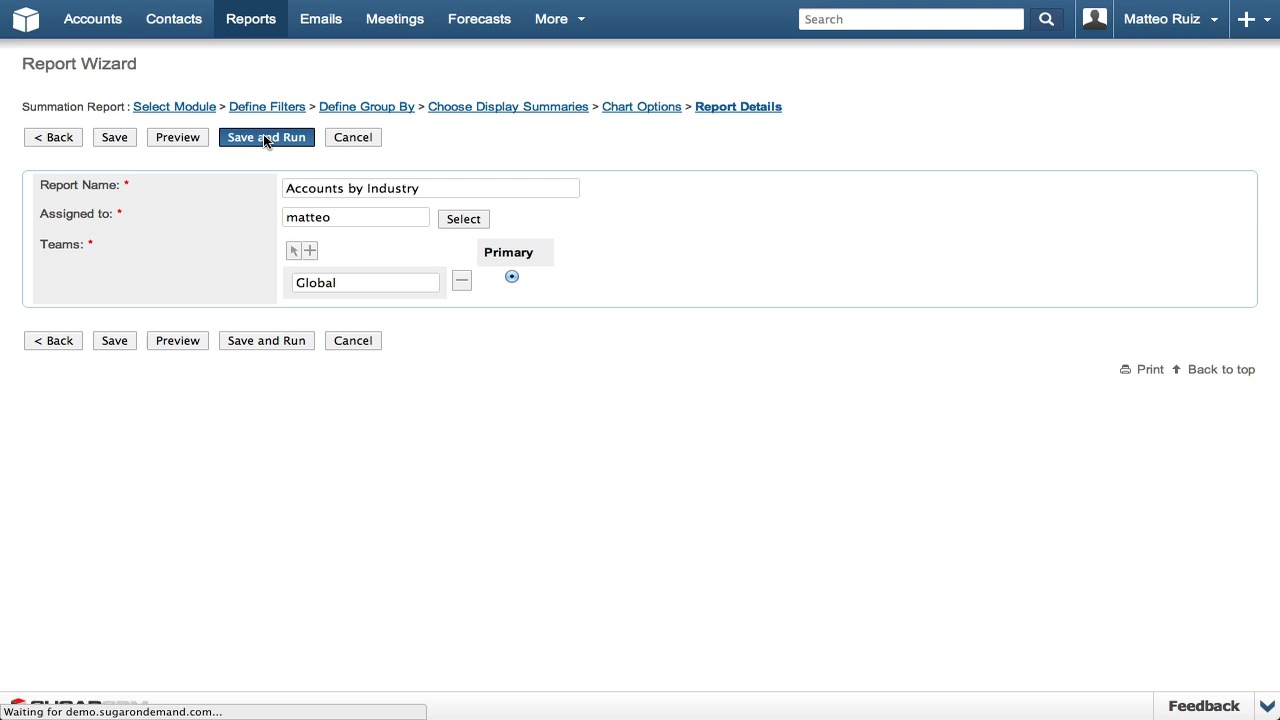 Accounts Contacts Reports Emails Meetings Forecasts More Search Matteo Ruiz
Report Wizard
Summation Report : Select Module > Define Filters > Define Group By > Choose Display Summaries > Chart Options > Report Details
< Back Save Preview Save and Run Cancel
Report Name: * Accounts by Industry
Assigned to: * matteo Select
Teams: * Primary
Global
< Back Save Preview Save and Run Cancel
Print Back to top
Feedback
Waiting for demo.sugarondemand.com...